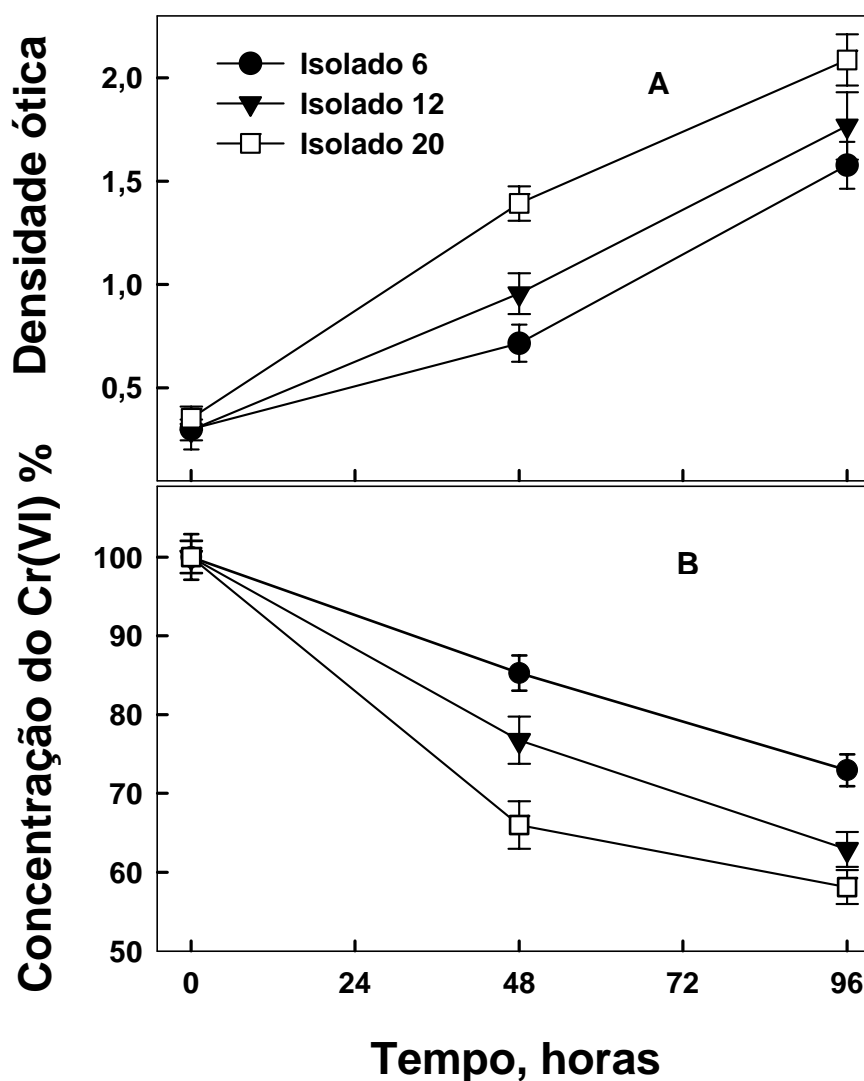 Densidade ótica
2,0
1,5
1,0
0,5
Isolado 6
Isolado 12
Isolado 20
A
Concentração do Cr(VI) %
100
90
80
70
60
50
B
0 24 48 72 96
Tempo, horas